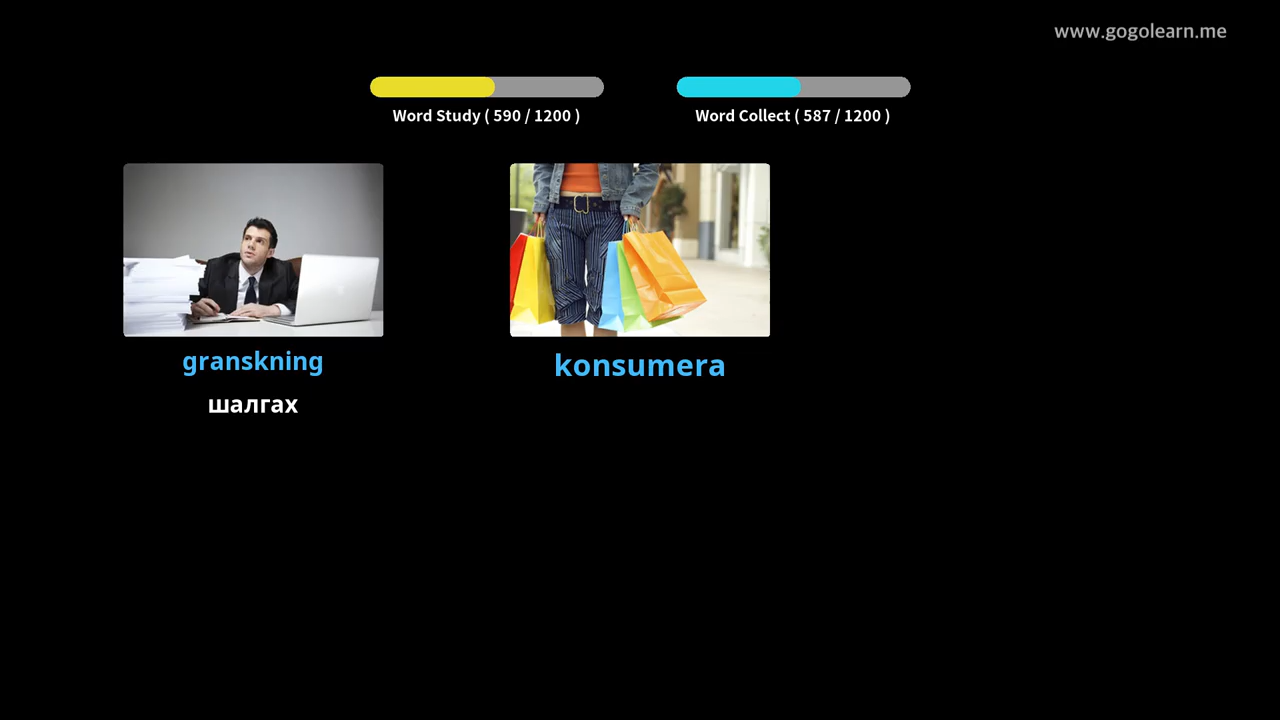 www.gogolearn.me
Word Study ( 590 / 1200 )
Word Collect ( 587 / 1200 )
granskning
konsumera
шалгах